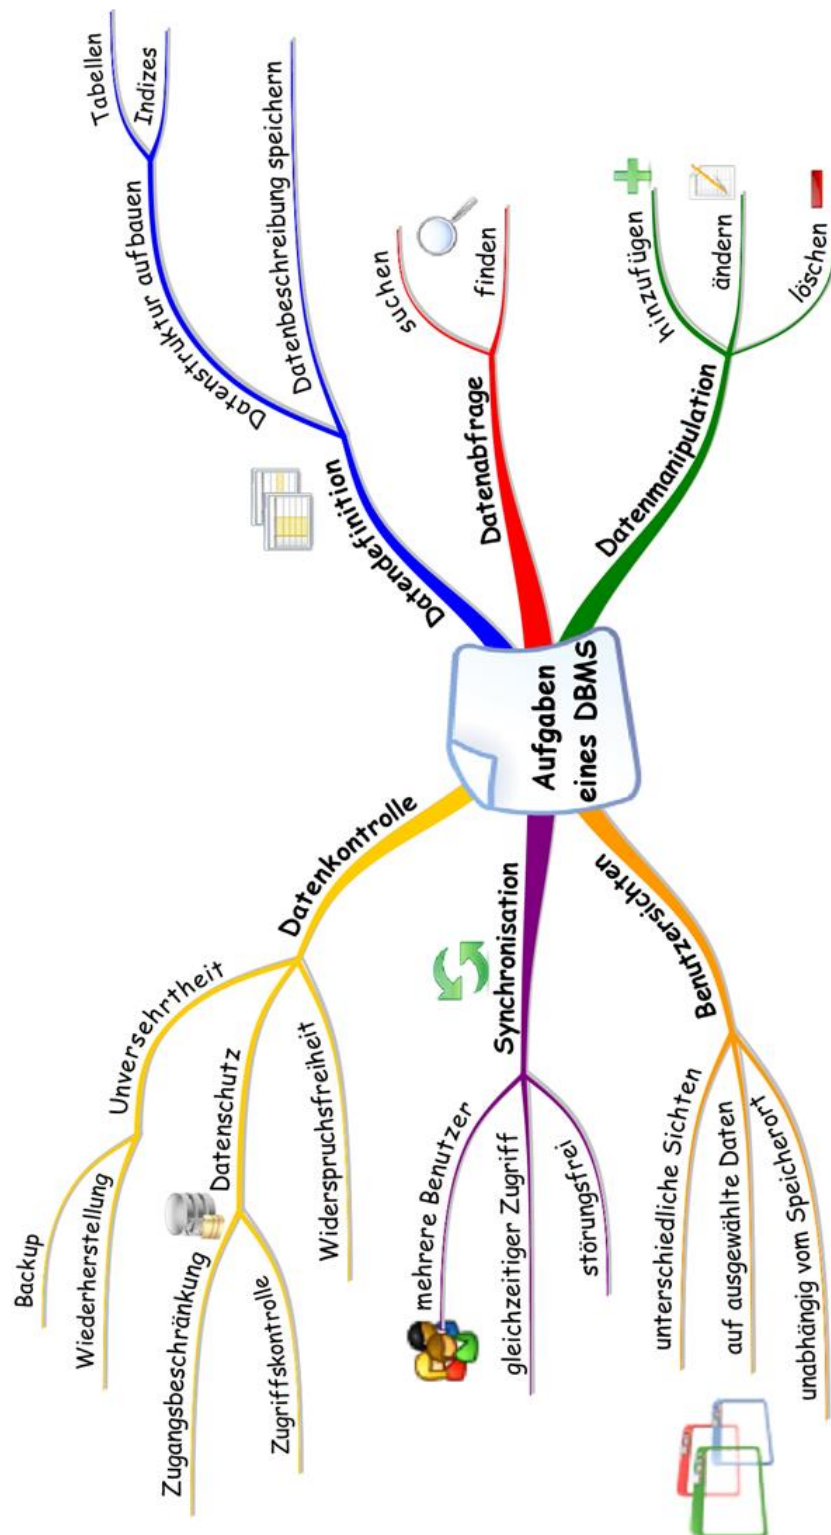 Aufgaben
eines DBMS
Datendefinition
Datenstruktur aufbauen
Tabellen
Indizes
Datenbeschreibung speichern
Datenabfrage
suchen
finden
Datenmanipulation
hinzufügen
ändern
löschen
Datenkontrolle
Unversehrtheit
Backup
Wiederherstellung
Datenschutz
Zugangsbeschränkung
Zugriffskontrolle
Widerspruchsfreiheit
Synchronisation
mehrere Benutzer
gleichzeitiger Zugriff
störungsfrei
Benutzersichten
unterschiedliche Sichten
auf ausgewählte Daten
unabhängig vom Speicherort